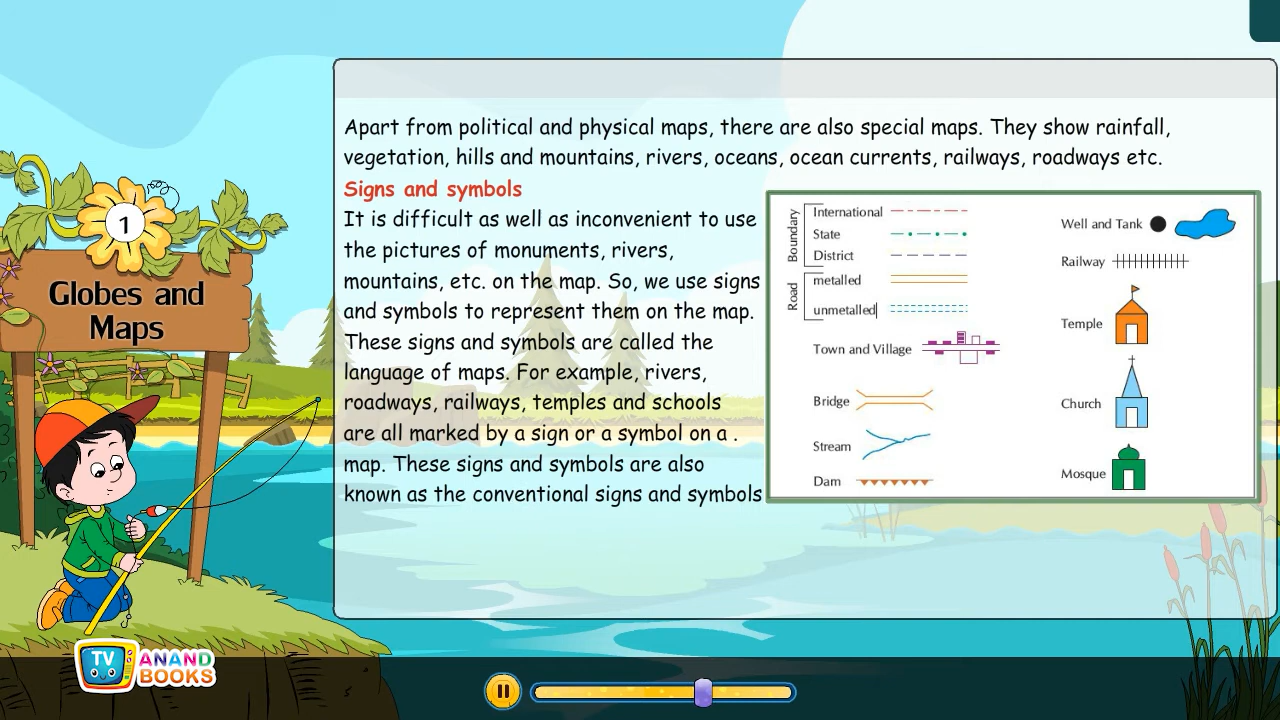 Apart from political and physical maps, there are also special maps. They show rainfall,
vegetation, hills and mountains, rivers, oceans, ocean currents, railways, roadways etc.
Signs and symbols
It is difficult as well as inconvenient to use
the pictures of monuments, rivers,
mountains, etc. on the map. So, we use signs
and symbols to represent them on the map.
These signs and symbols are called the
language of maps. For example, rivers,
roadways, railways, temples and schools
are all marked by a sign or a symbol on a .
map. These signs and symbols are also
known as the conventional signs and symbols
Boundary
International
State
District
Road
metalled
unmetalled
Town and Village
Bridge
Stream
Dam
Well and Tank
Railway
Temple
Church
Mosque
1
Globes and
Maps
TV
ANAND
BOOKS